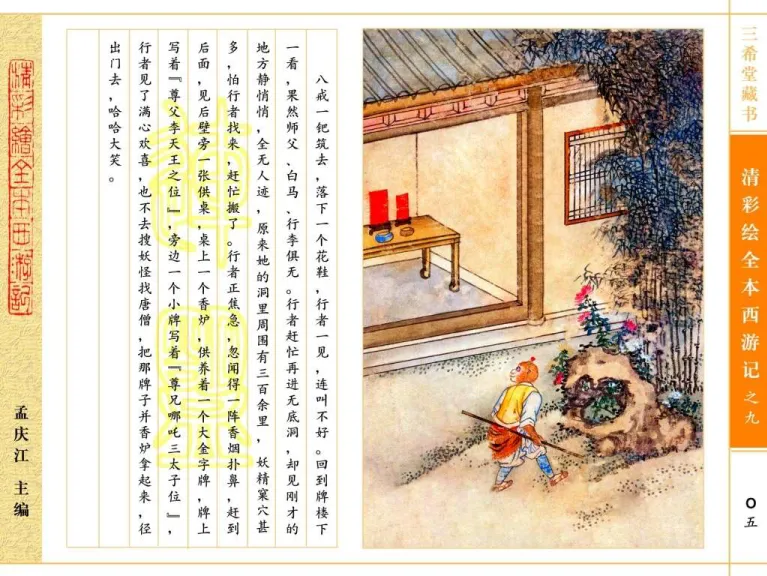 三希堂藏书
清彩绘全本西游记之九
〇五
八戒一钯筑去，落下一个花鞋，行者一见，连叫不好。回到牌楼下
一看，果然师父、白马、行李俱无。行者赶忙再进无底洞，却见刚才的
地方静悄悄，全无人迹，原来她的洞里周围有三百余里，妖精窠穴甚
多，怕行者找来，赶忙搬了。行者正焦急，忽闻得一阵香烟扑鼻，赶到
后面，见后壁旁一张供桌，桌上一个香炉，供养着一个大金字牌，牌上
写着『尊父李天王之位』，旁边一个小牌写着『尊兄哪吒三太子位』，
行者见了满心欢喜，也不去搜妖怪找唐僧，把那牌子并香炉拿起来，径
出门去，哈哈大笑。
清彩繪全本西游記
孟庆江 主编